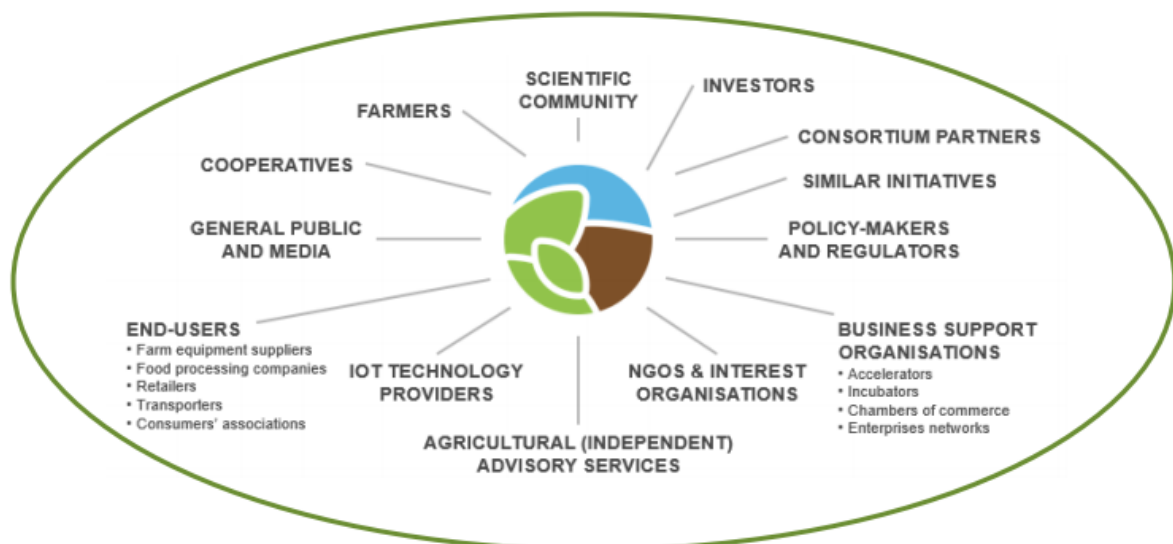 SCIENTIFIC
COMMUNITY
INVESTORS
FARMERS
CONSORTIUM PARTNERS
COOPERATIVES
SIMILAR INITIATIVES
GENERAL PUBLIC
AND MEDIA
POLICY-MAKERS
AND REGULATORS
END-USERS
• Farm equipment suppliers
• Food processing companies
• Retailers
• Transporters
• Consumers' associations
IOT TECHNOLOGY
PROVIDERS
NGOS & INTEREST
ORGANISATIONS
BUSINESS SUPPORT
ORGANISATIONS
• Accelerators
• Incubators
• Chambers of commerce
• Enterprises networks
AGRICULTURAL (INDEPENDENT)
ADVISORY SERVICES